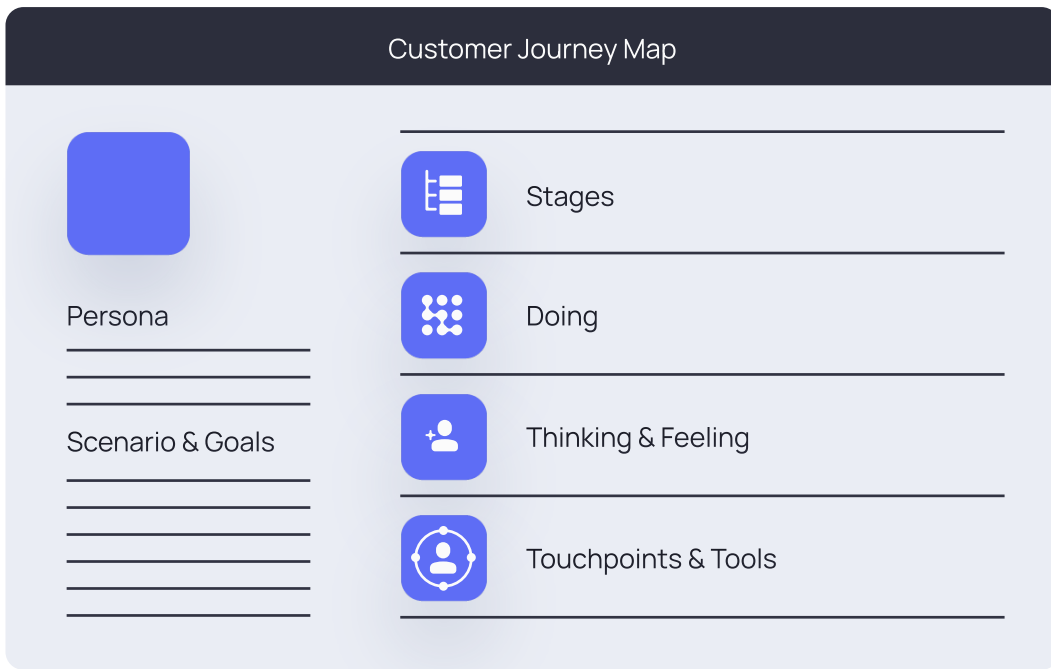 Customer Journey Map
Persona
Scenario & Goals
Stages
Doing
Thinking & Feeling
Touchpoints & Tools